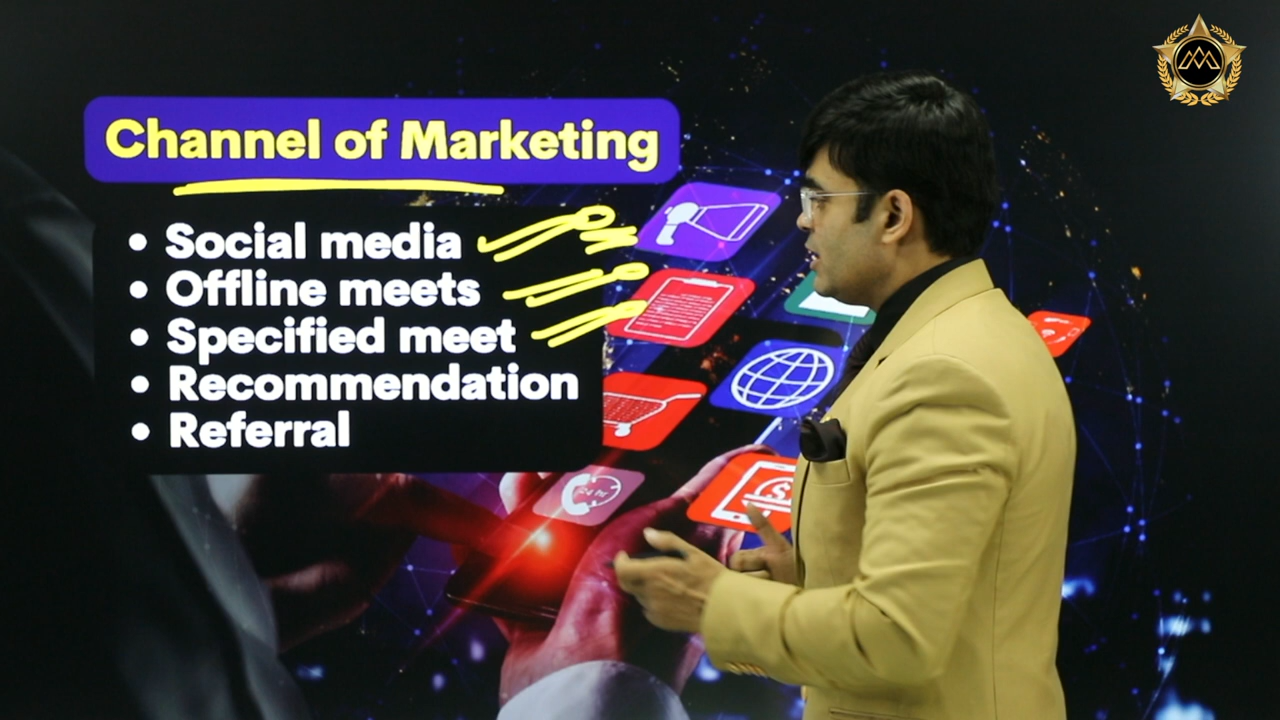 Channel of Marketing
• Social media
• Offline meets
• Specified meet
• Recommendation
• Referral